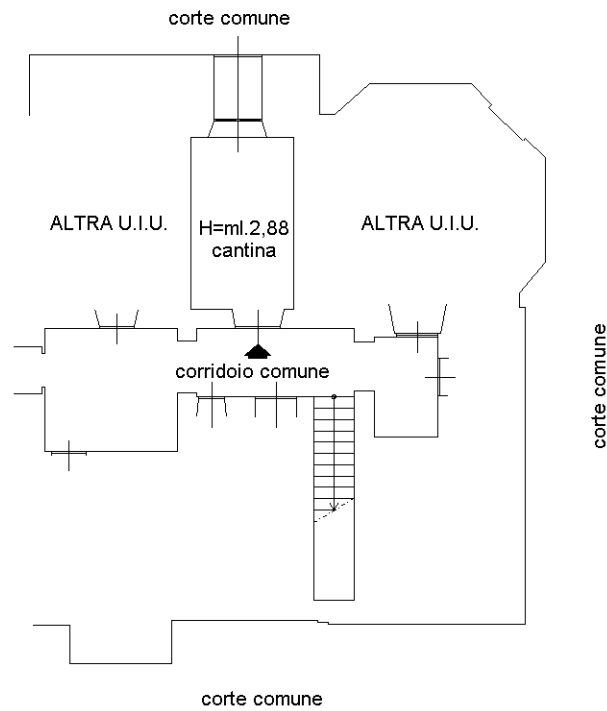 corte comune
ALTRA U.I.U.
H=ml.2,88
cantina
ALTRA U.I.U.
corridoio comune
corte comune
corte comune